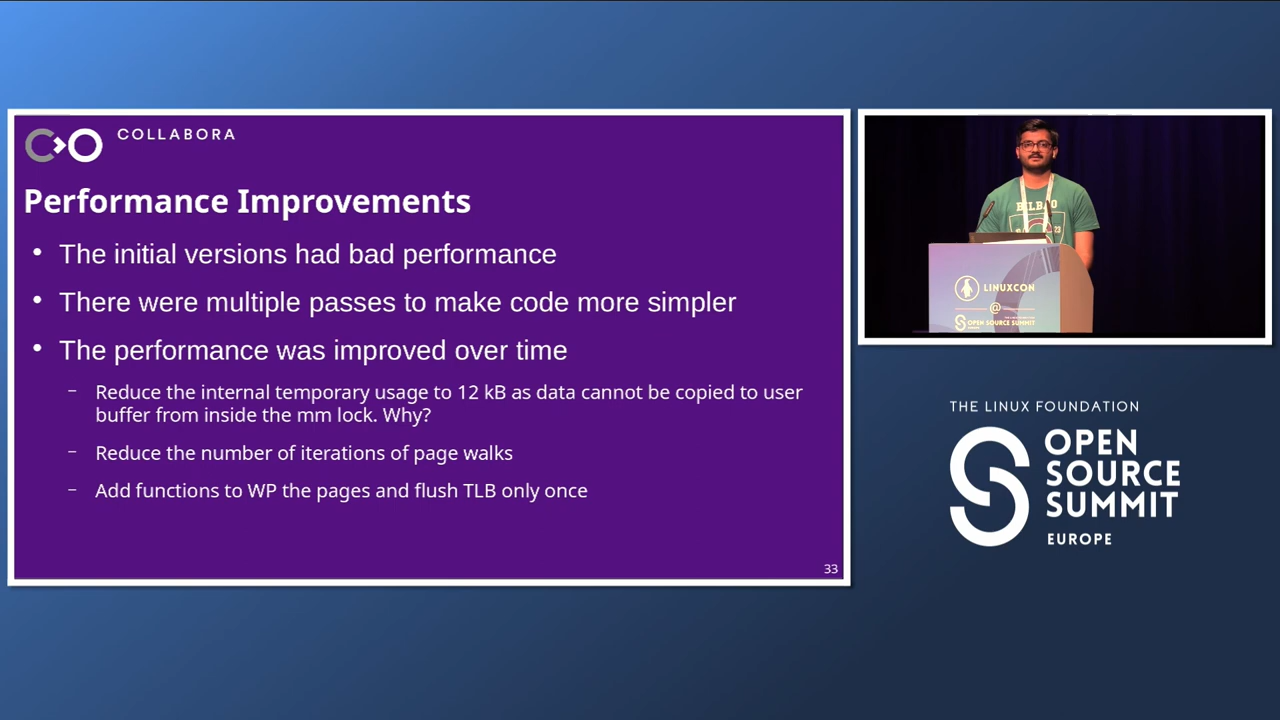 COLLABORA
Performance Improvements
• The initial versions had bad performance
• There were multiple passes to make code more simpler
• The performance was improved over time
– Reduce the internal temporary usage to 12 kB as data cannot be copied to user
buffer from inside the mm lock. Why?
– Reduce the number of iterations of page walks
– Add functions to WP the pages and flush TLB only once
33
BILBAO
23
LINUXCON
@
OPEN SOURCE SUMMIT
THE LINUX FOUNDATION
OPEN
SOURCE
SUMMIT
EUROPE